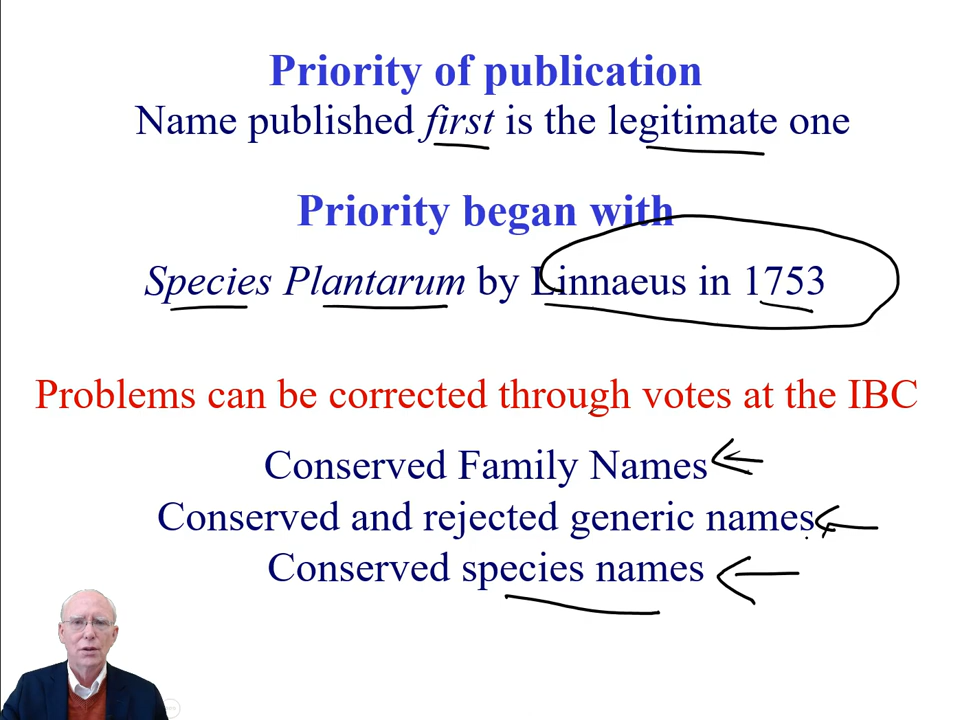 Priority of publication
Name published first is the legitimate one
Priority began with
Species Plantarum by Linnaeus in 1753
Problems can be corrected through votes at the IBC
Conserved Family Names
Conserved and rejected generic names
Conserved species names